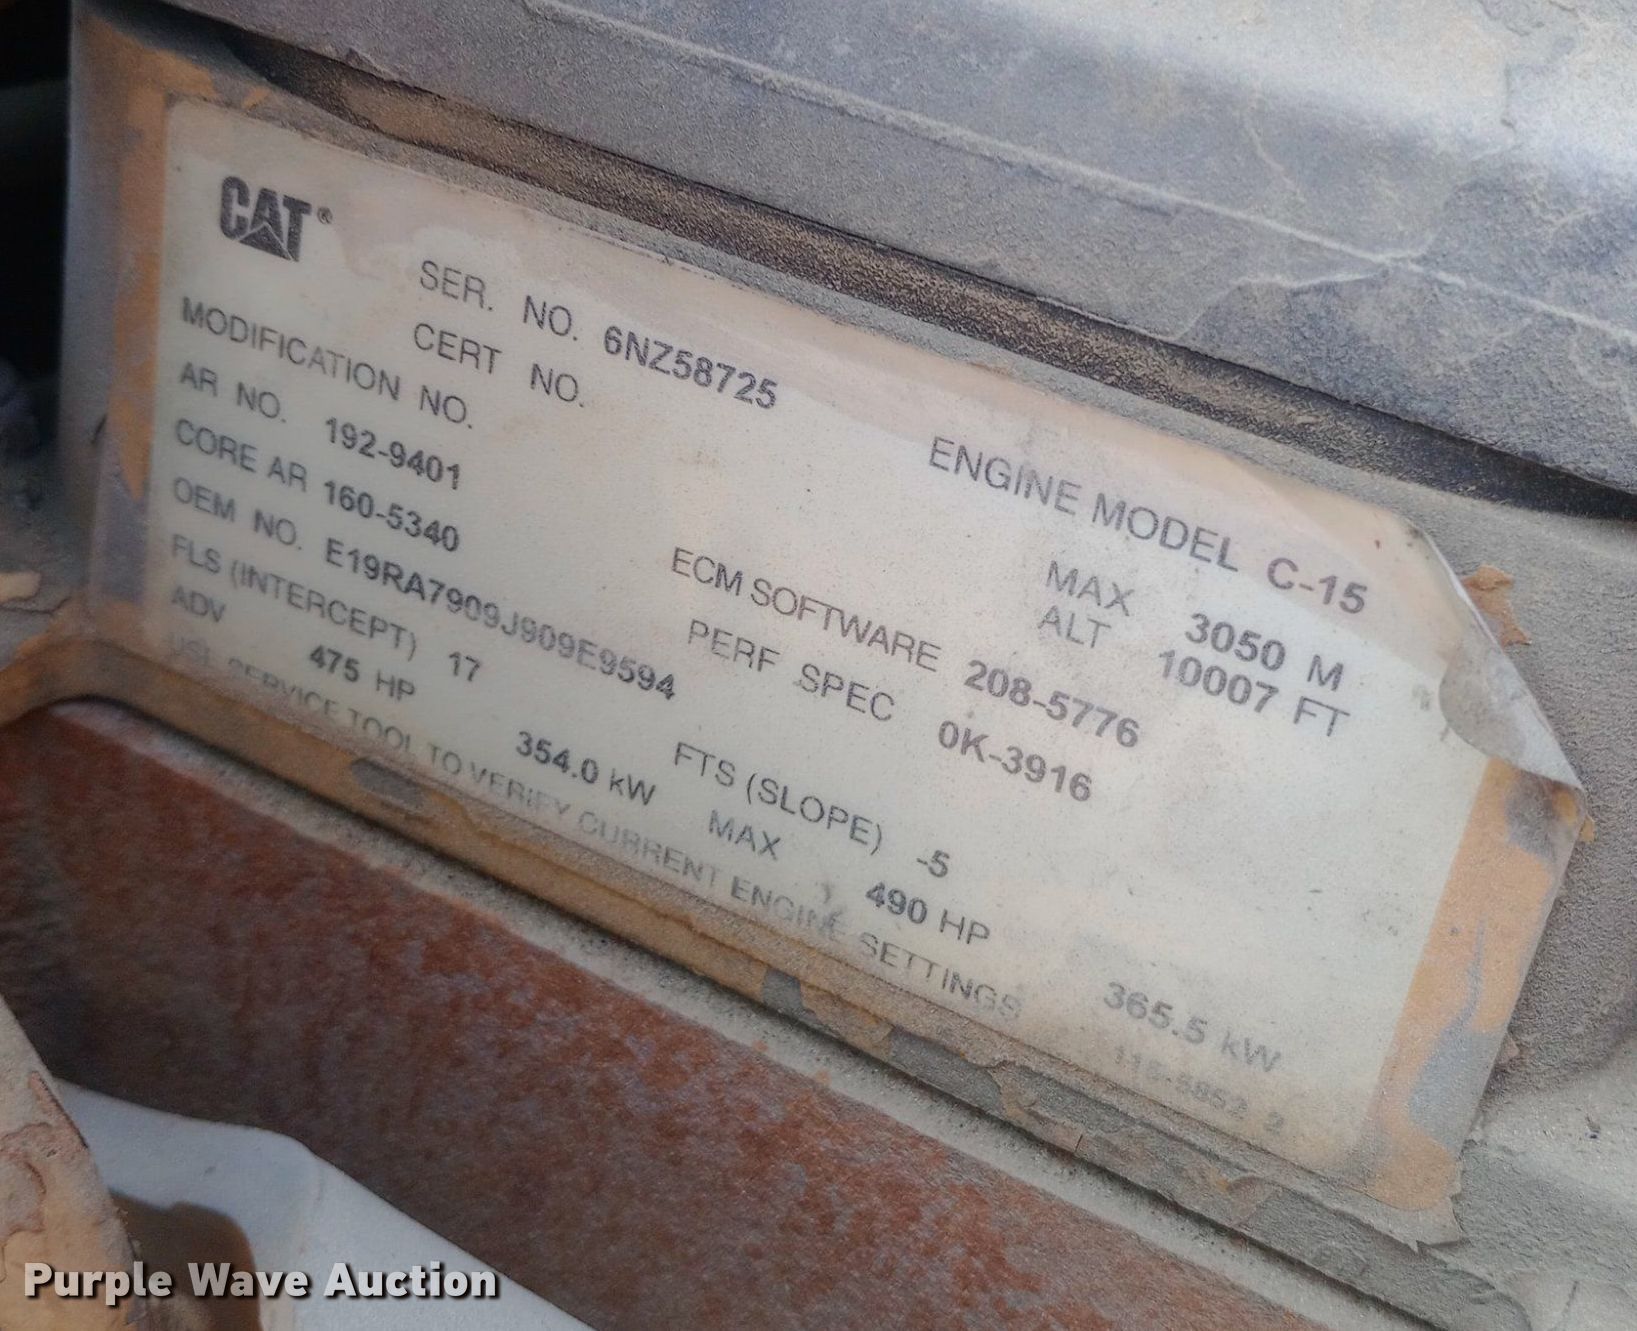 CAT®
SER. NO. 6NZ58725 ENGINE MODEL C-15
CERT NO. MAX 3050 M
MODIFICATION NO. ALT 10007 FT
AR NO. 192-9401 ECM SOFTWARE 208-5776
CORE AR 160-5340 PERF SPEC 0K-3916
OEM NO. E19RA7909J909E9594
FLS (INTERCEPT) 17 FTS (SLOPE) -5
ADV 475 HP 354.0 kW MAX 490 HP 365.5 kW
USE SERVICE TOOL TO VERIFY CURRENT ENGINE SETTINGS 115-5852 2
Purple Wave Auction